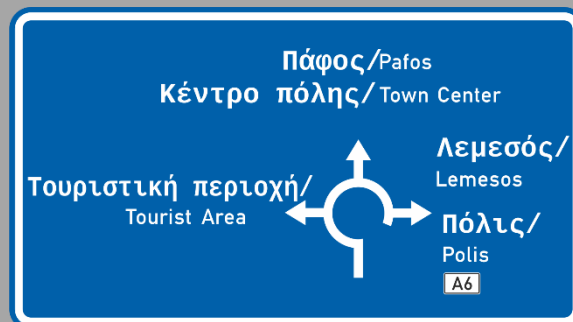 Πάφος/Pafos
Κέντρο πόλης/Town Center
Τουριστική περιοχή/
Tourist Area
Λεμεσός/
Lemesos
Πόλις/
Polis
A6